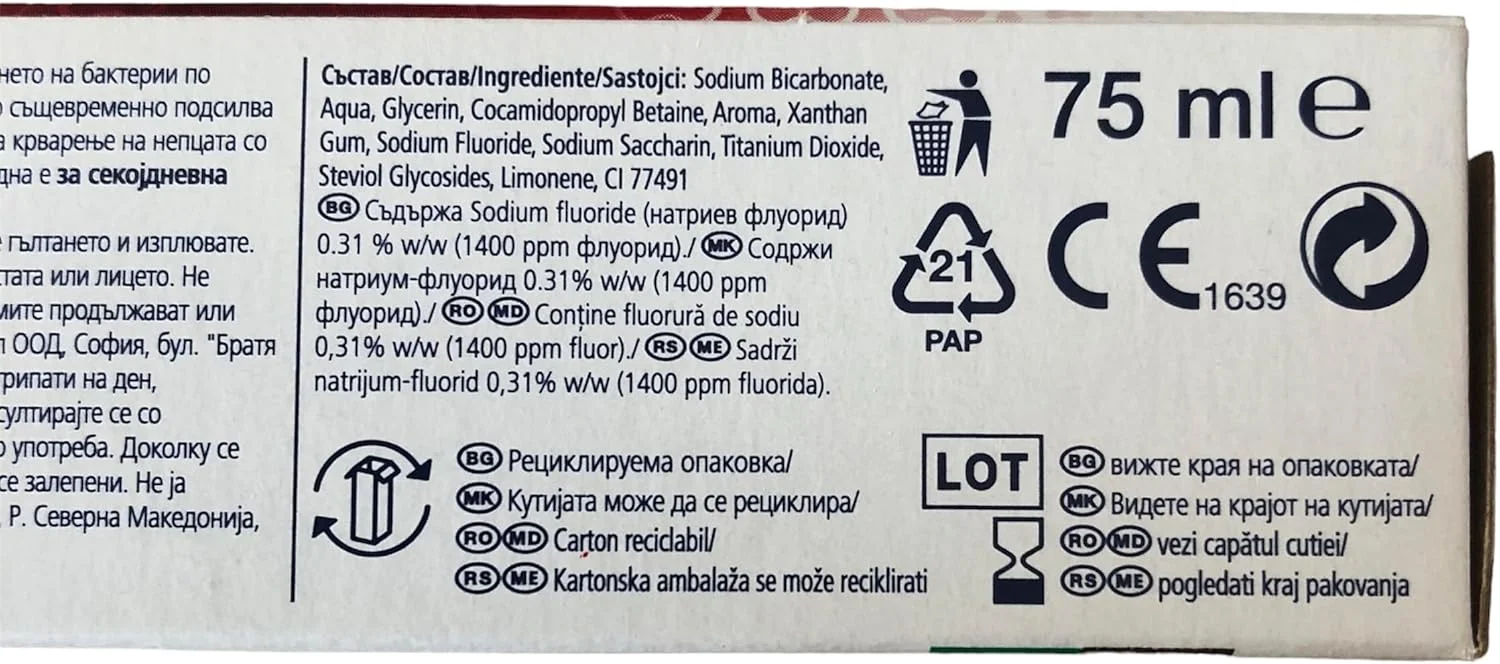 нето на бактерии по
същевременно подсилва
крварење на непцата со
дна е за секојдневна
гълтането и изплювате.
тата или лицето. Не
мите продължават или
ООД, София, бул. "Братя
трипати на ден,
султирајте се со
употреба. Доколку се
се залепени. Не ја
Р. Северна Македонија,
Състав/Состав/Ingrediente/Sastojci: Sodium Bicarbonate,
Aqua, Glycerin, Cocamidopropyl Betaine, Aroma, Xanthan
Gum, Sodium Fluoride, Sodium Saccharin, Titanium Dioxide,
Steviol Glycosides, Limonene, CI 77491
BG Съдържа Sodium fluoride (натриев флуорид)
0.31 % w/w (1400 ppm флуорид)./ MK Содржи
натриум-флуорид 0.31% w/w (1400 ppm
флуорид)./ RO MD Conține fluorură de sodiu
0,31% w/w (1400 ppm fluor)./ RS ME Sadrži
natrijum-fluorid 0,31% w/w (1400 ppm fluorida).
75 ml e
21
PAP
CE 1639
BG Рециклируема опаковка/
MK Кутијата може да се рециклира/
RO MD Carton reciclabil/
RS ME Kartonska ambalaža se može reciklirati
LOT
BG вижте края на опаковката/
MK Видете на крајот на кутијата/
RO MD vezi capătul cutiei/
RS ME pogledati kraj pakovanja